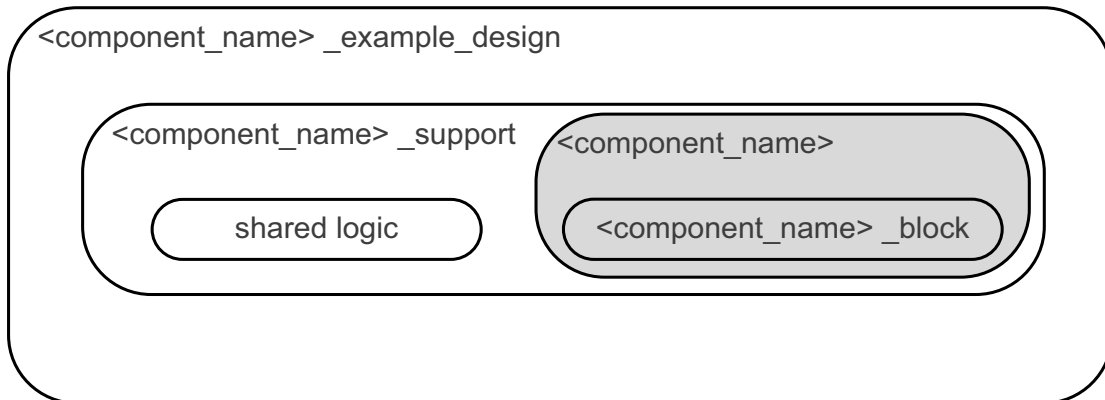 <component_name> _example_design
<component_name> _support
<component_name>
shared logic
<component_name> _block